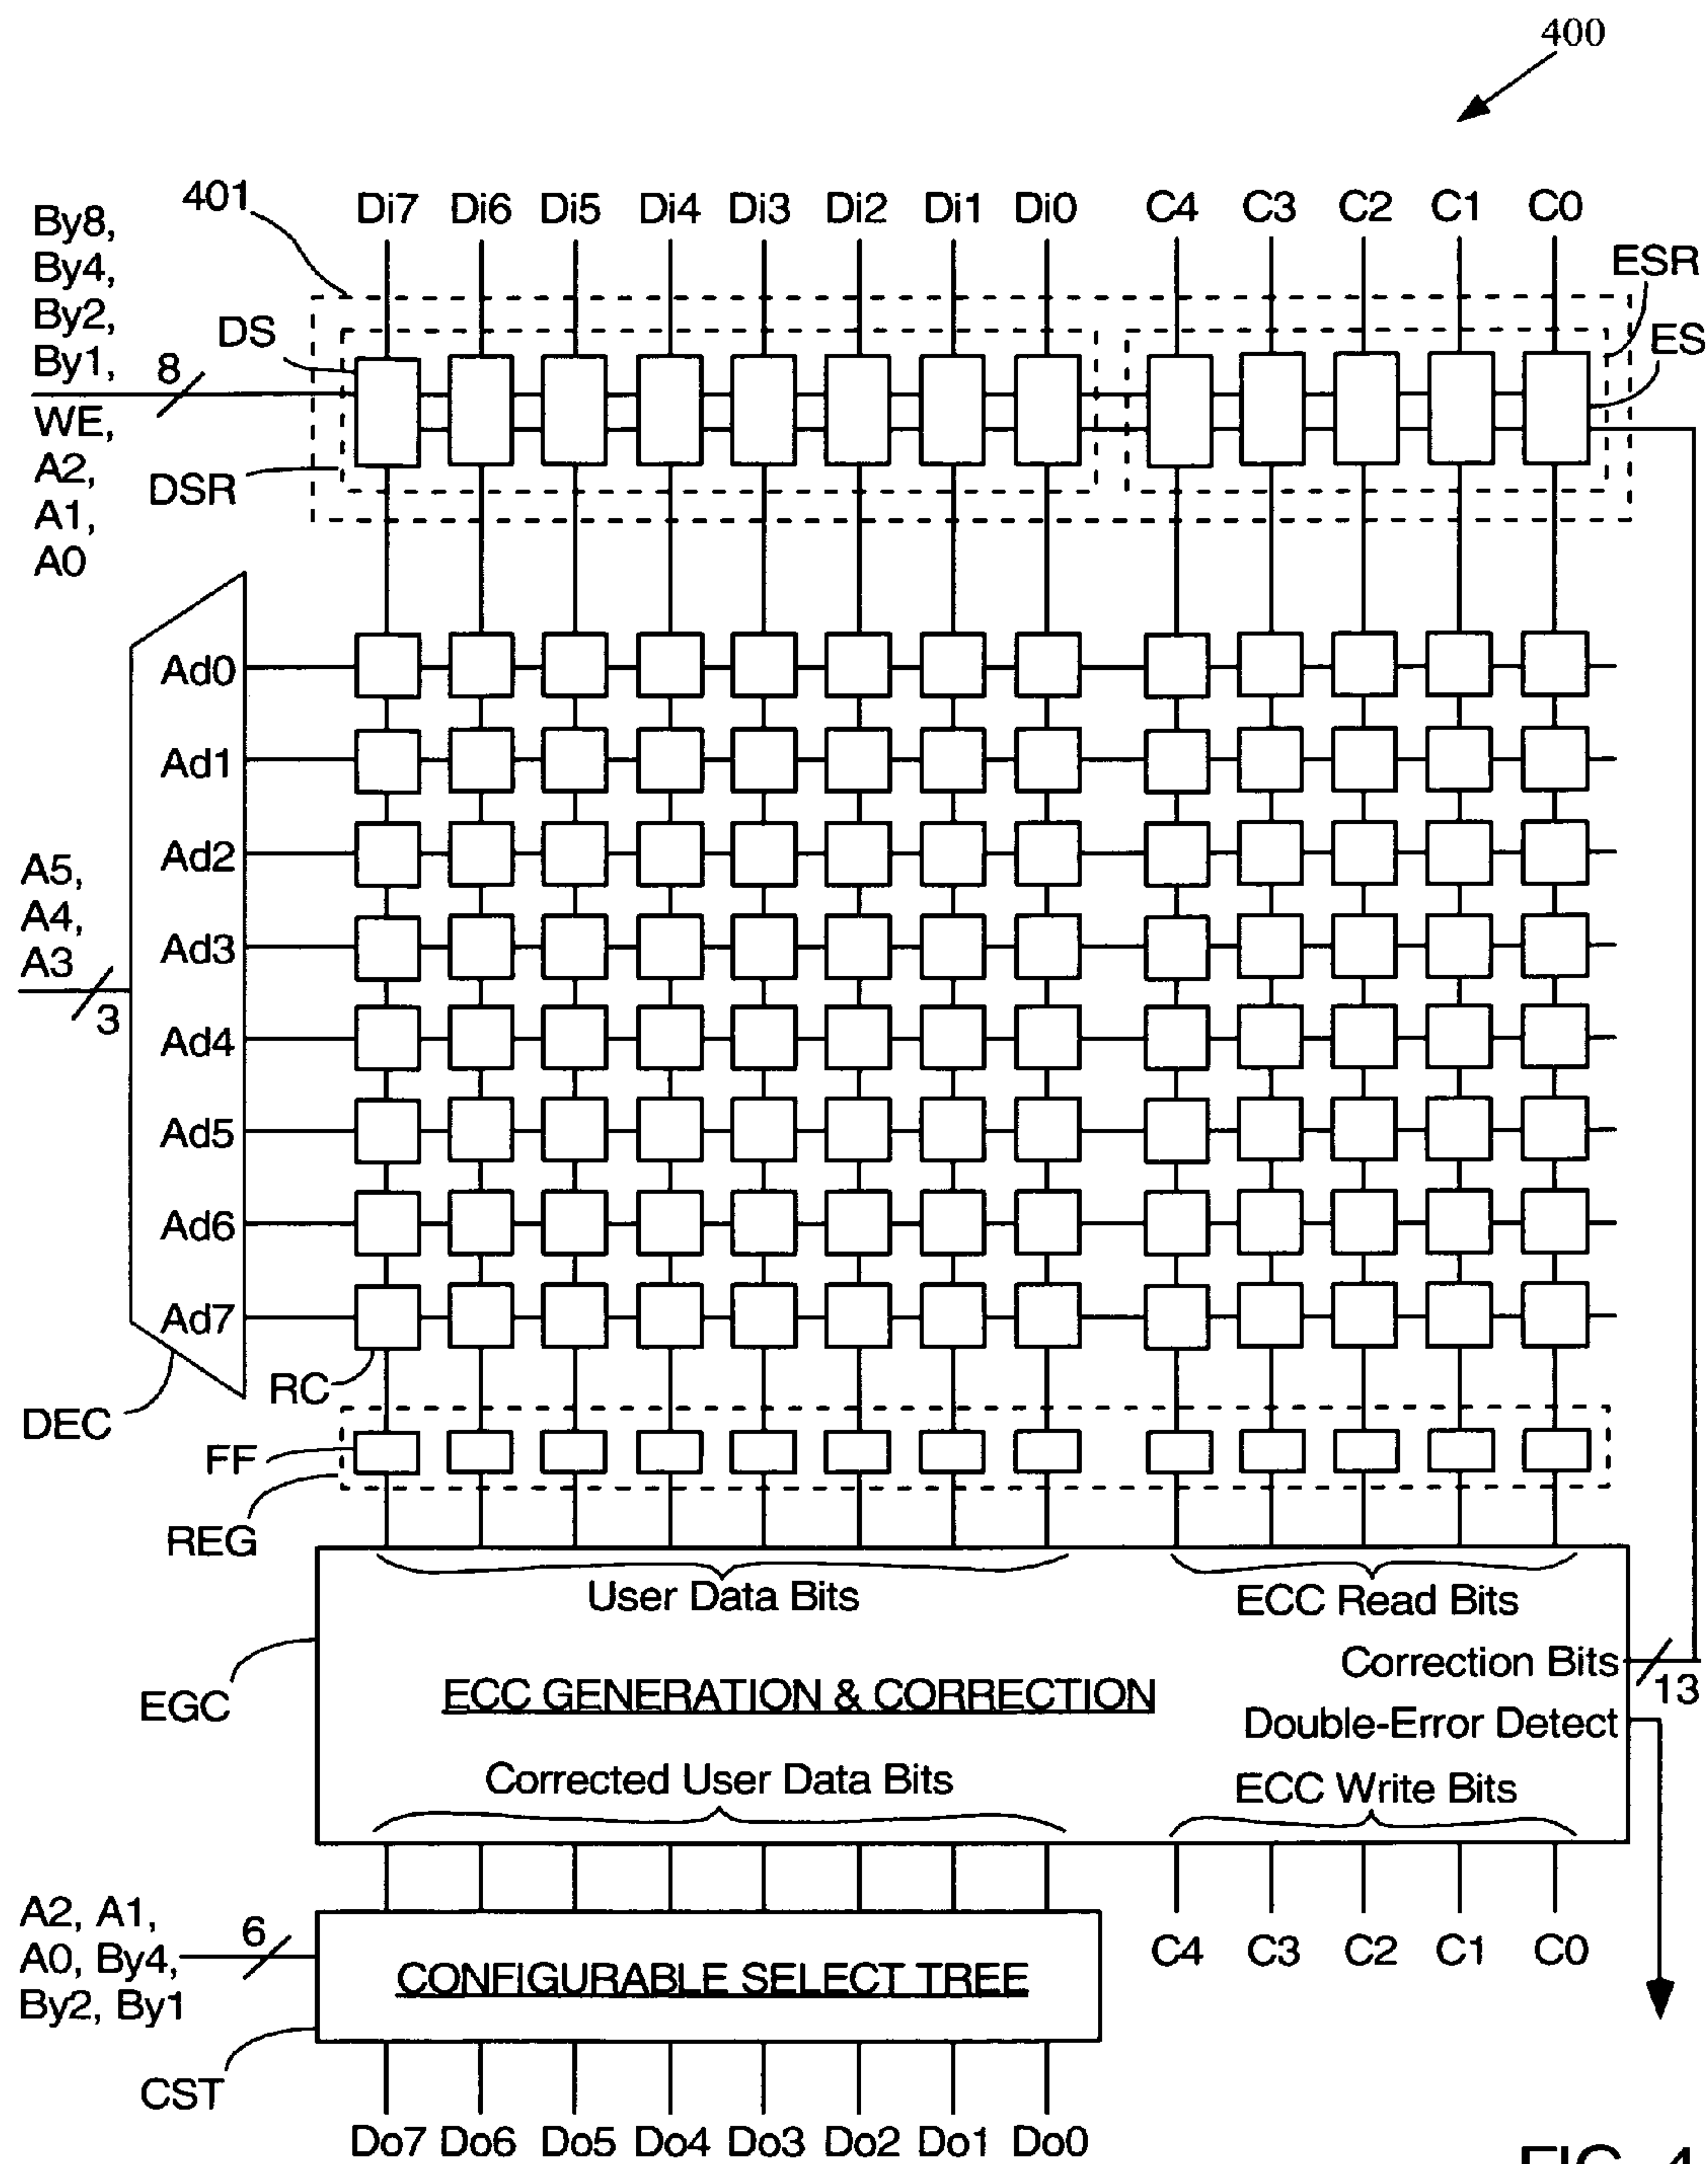 400
401
Di7 Di6 Di5 Di4 Di3 Di2 Di1 Di0 C4 C3 C2 C1 C0
By8,
By4,
By2,
By1,
8
WE,
A2,
A1,
A0
DS
DSR
ESR
ES
Ad0
Ad1
Ad2
Ad3
Ad4
Ad5
Ad6
Ad7
A5,
A4,
A3
3
DEC
RC
FF
REG
User Data Bits
ECC Read Bits
Correction Bits
13
EGC
ECC GENERATION & CORRECTION
Double-Error Detect
Corrected User Data Bits
ECC Write Bits
A2, A1,
A0, By4,
By2, By1
6
CONFIGURABLE SELECT TREE
C4 C3 C2 C1 C0
CST
Do7 Do6 Do5 Do4 Do3 Do2 Do1 Do0
FIG. 4